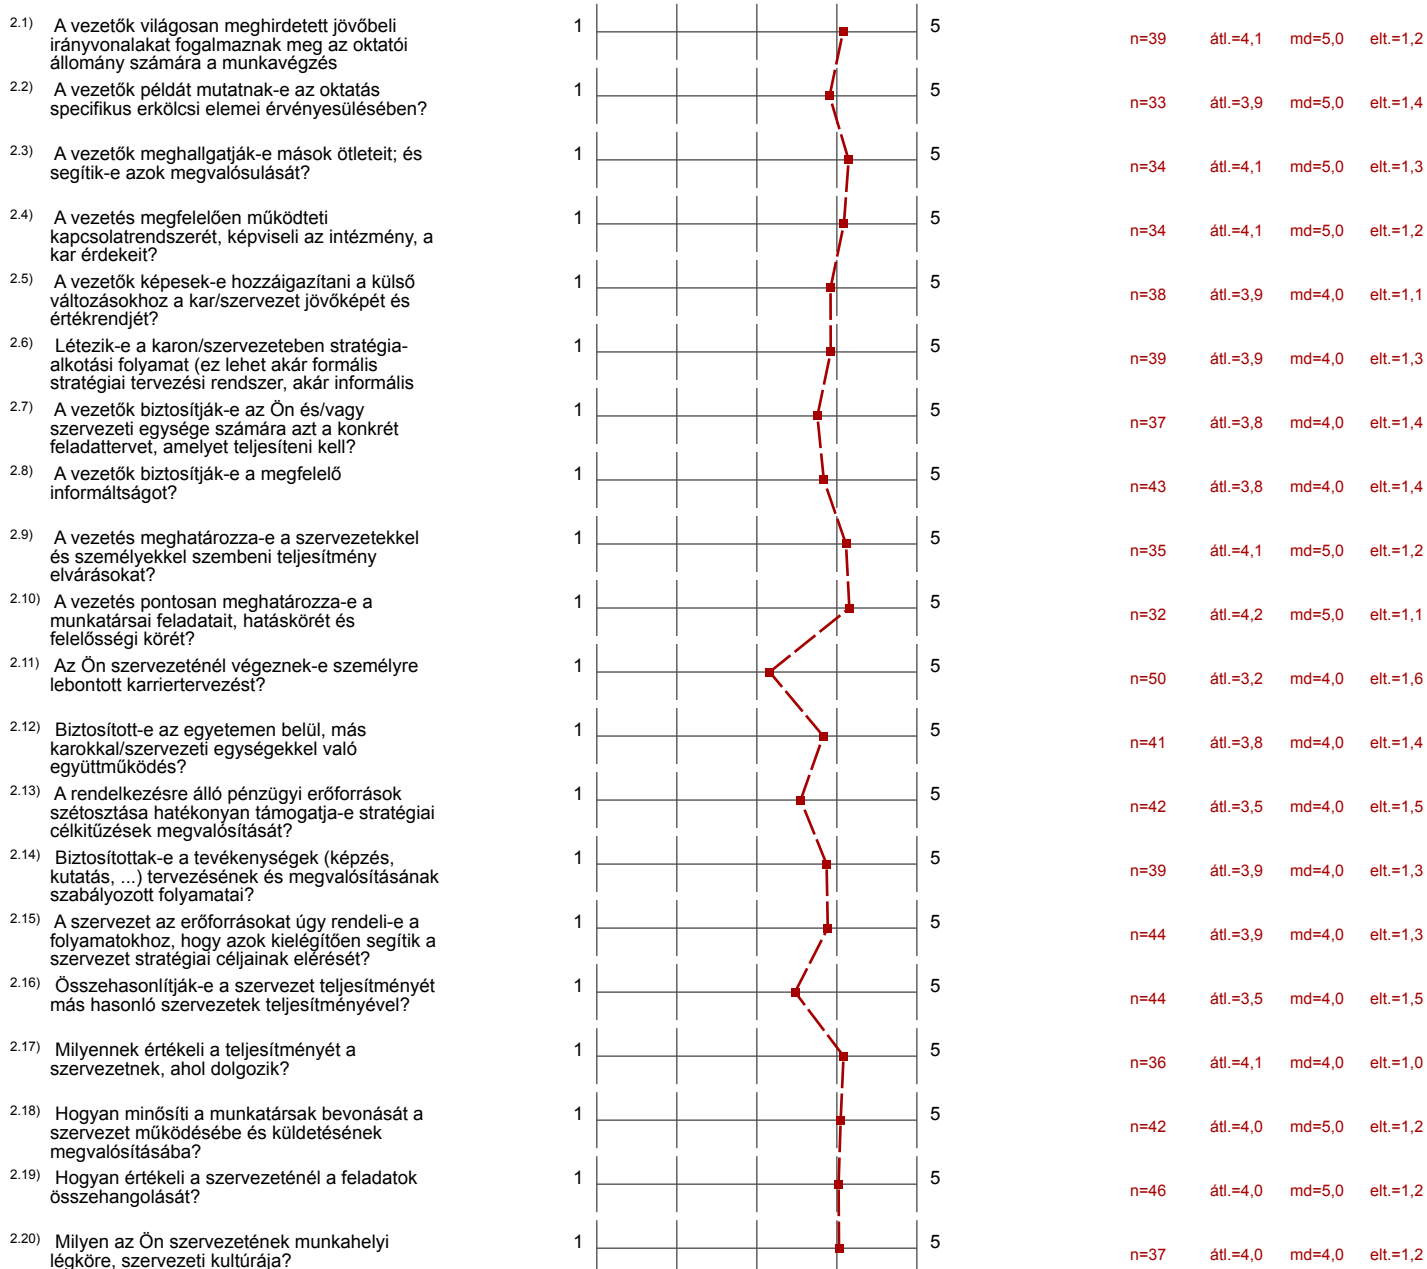 2.1) A vezetők világosan meghirdetett jövőbeli
irányvonalakat fogalmaznak meg az oktatói
állomány számára a munkavégzés
1 5 n=39 átl.=4,1 md=5,0 elt.=1,2
2.2) A vezetők példát mutatnak-e az oktatás
specifikus erkölcsi elemei érvényesülésében?
1 5 n=33 átl.=3,9 md=5,0 elt.=1,4
2.3) A vezetők meghallgatják-e mások ötleteit; és
segítik-e azok megvalósulását?
1 5 n=34 átl.=4,1 md=5,0 elt.=1,3
2.4) A vezetés megfelelően működteti
kapcsolatrendszerét, képviseli az intézmény, a
kar érdekeit?
1 5 n=34 átl.=4,1 md=5,0 elt.=1,2
2.5) A vezetők képesek-e hozzáigazítani a külső
változásokhoz a kar/szervezet jövőképét és
értékrendjét?
1 5 n=38 átl.=3,9 md=4,0 elt.=1,1
2.6) Létezik-e a karon/szervezeteben stratégia-
alkotási folyamat (ez lehet akár formális
stratégiai tervezési rendszer, akár informális
1 5 n=39 átl.=3,9 md=4,0 elt.=1,3
2.7) A vezetők biztosítják-e az Ön és/vagy
szervezeti egysége számára azt a konkrét
feladattervet, amelyet teljesíteni kell?
1 5 n=37 átl.=3,8 md=4,0 elt.=1,4
2.8) A vezetők biztosítják-e a megfelelő
informáltságot?
1 5 n=43 átl.=3,8 md=4,0 elt.=1,4
2.9) A vezetés meghatározza-e a szervezetekkel
és személyekkel szembeni teljesítmény
elvárásokat?
1 5 n=35 átl.=4,1 md=5,0 elt.=1,2
2.10) A vezetés pontosan meghatározza-e a
munkatársai feladatait, hatáskörét és
felelősségi körét?
1 5 n=32 átl.=4,2 md=5,0 elt.=1,1
2.11) Az Ön szervezeténél végeznek-e személyre
lebontott karriertervezést?
1 5 n=50 átl.=3,2 md=4,0 elt.=1,6
2.12) Biztosított-e az egyetemen belül, más
karokkal/szervezeti egységekkel való
együttműködés?
1 5 n=41 átl.=3,8 md=4,0 elt.=1,4
2.13) A rendelkezésre álló pénzügyi erőforrások
szétosztása hatékonyan támogatja-e stratégiai
célkitűzések megvalósítását?
1 5 n=42 átl.=3,5 md=4,0 elt.=1,5
2.14) Biztosítottak-e a tevékenységek (képzés,
kutatás, ...) tervezésének és megvalósításának
szabályozott folyamatai?
1 5 n=39 átl.=3,9 md=4,0 elt.=1,3
2.15) A szervezet az erőforrásokat úgy rendeli-e a
folyamatokhoz, hogy azok kielégítően segítik a
szervezet stratégiai céljainak elérését?
1 5 n=44 átl.=3,9 md=4,0 elt.=1,3
2.16) Összehasonlítják-e a szervezet teljesítményét
más hasonló szervezetek teljesítményével?
1 5 n=44 átl.=3,5 md=4,0 elt.=1,5
2.17) Milyennek értékeli a teljesítményét a
szervezetnek, ahol dolgozik?
1 5 n=36 átl.=4,1 md=4,0 elt.=1,0
2.18) Hogyan minősíti a munkatársak bevonását a
szervezet működésébe és küldetésének
megvalósításába?
1 5 n=42 átl.=4,0 md=5,0 elt.=1,2
2.19) Hogyan értékeli a szervezeténél a feladatok
összehangolását?
1 5 n=46 átl.=4,0 md=5,0 elt.=1,2
2.20) Milyen az Ön szervezetének munkahelyi
légköre, szervezeti kultúrája?
1 5 n=37 átl.=4,0 md=4,0 elt.=1,2